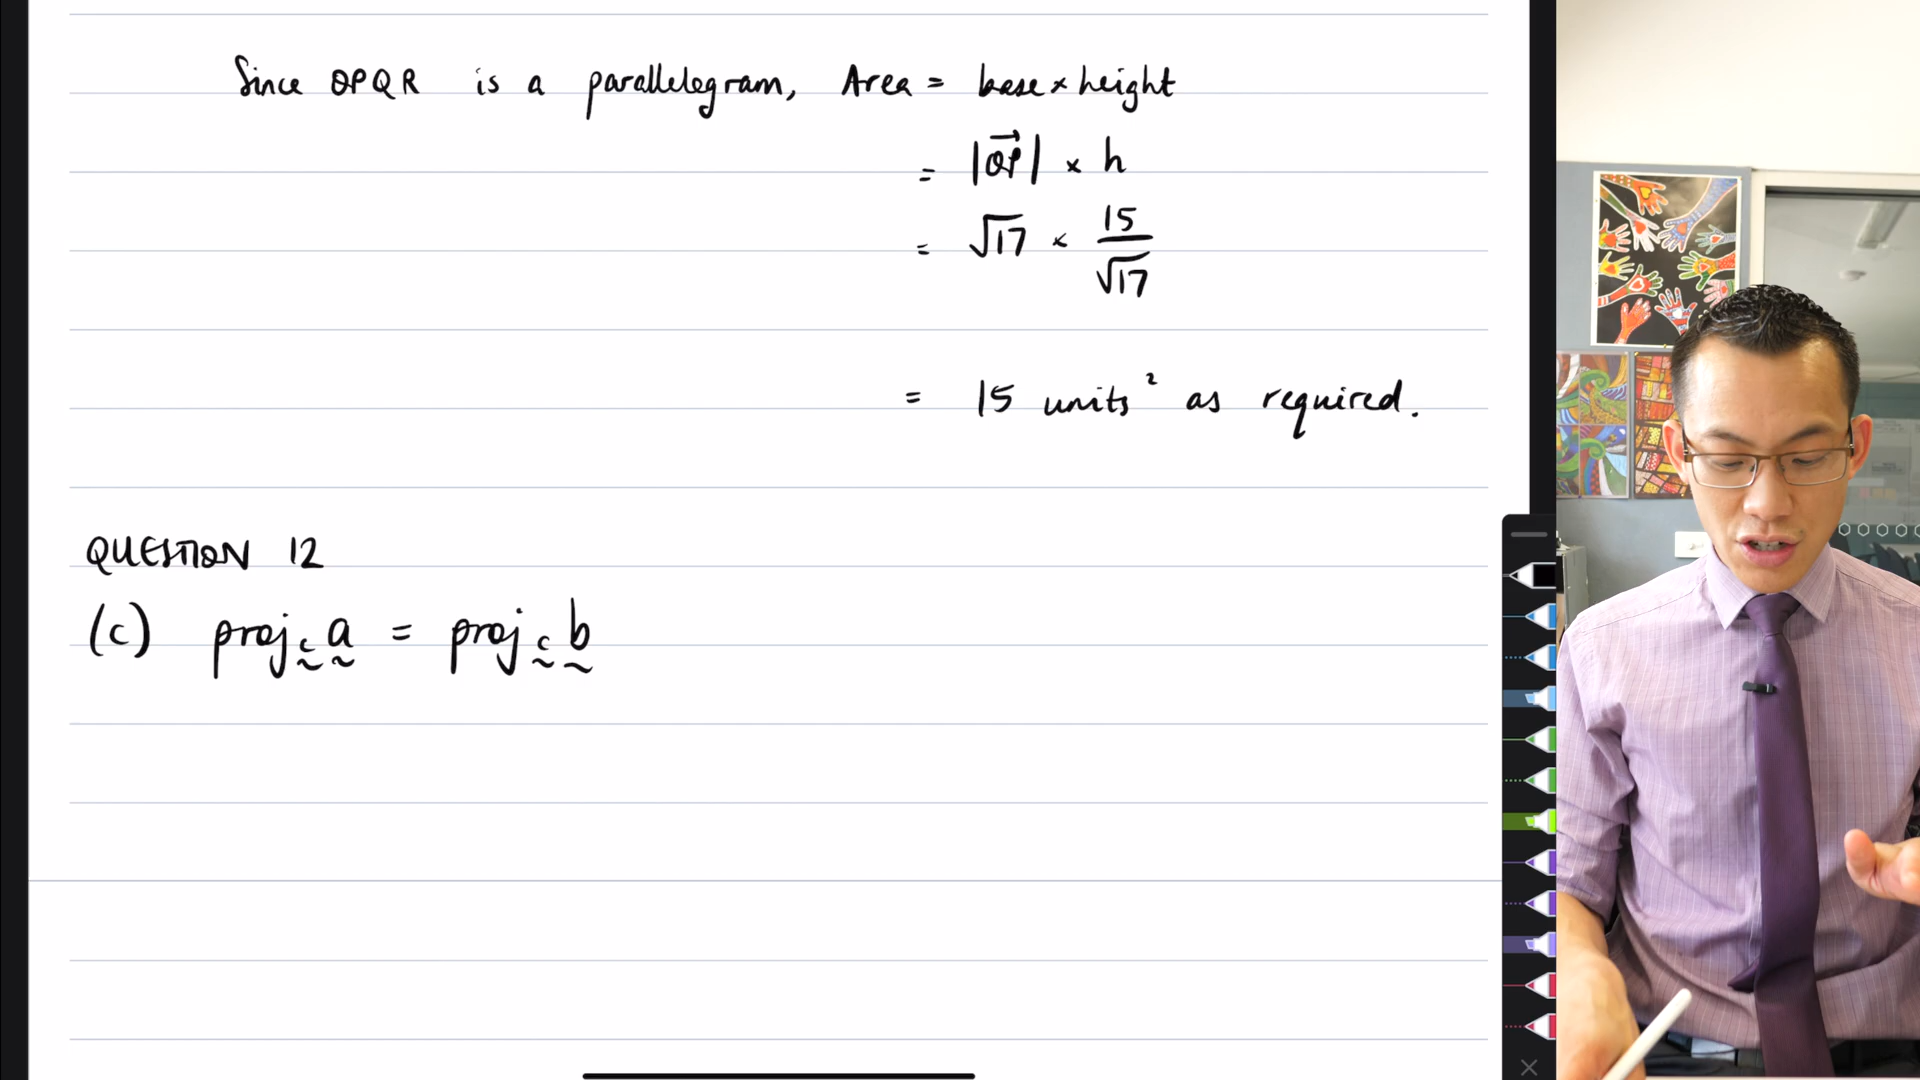 Since OPQR is a parallelogram, Area = base × height
= |OP⃗| × h
= √17 × 15/√17
= 15 units² as required.
QUESTION 12
(c) proj_c̰ a̰ = proj_c̰ b̰